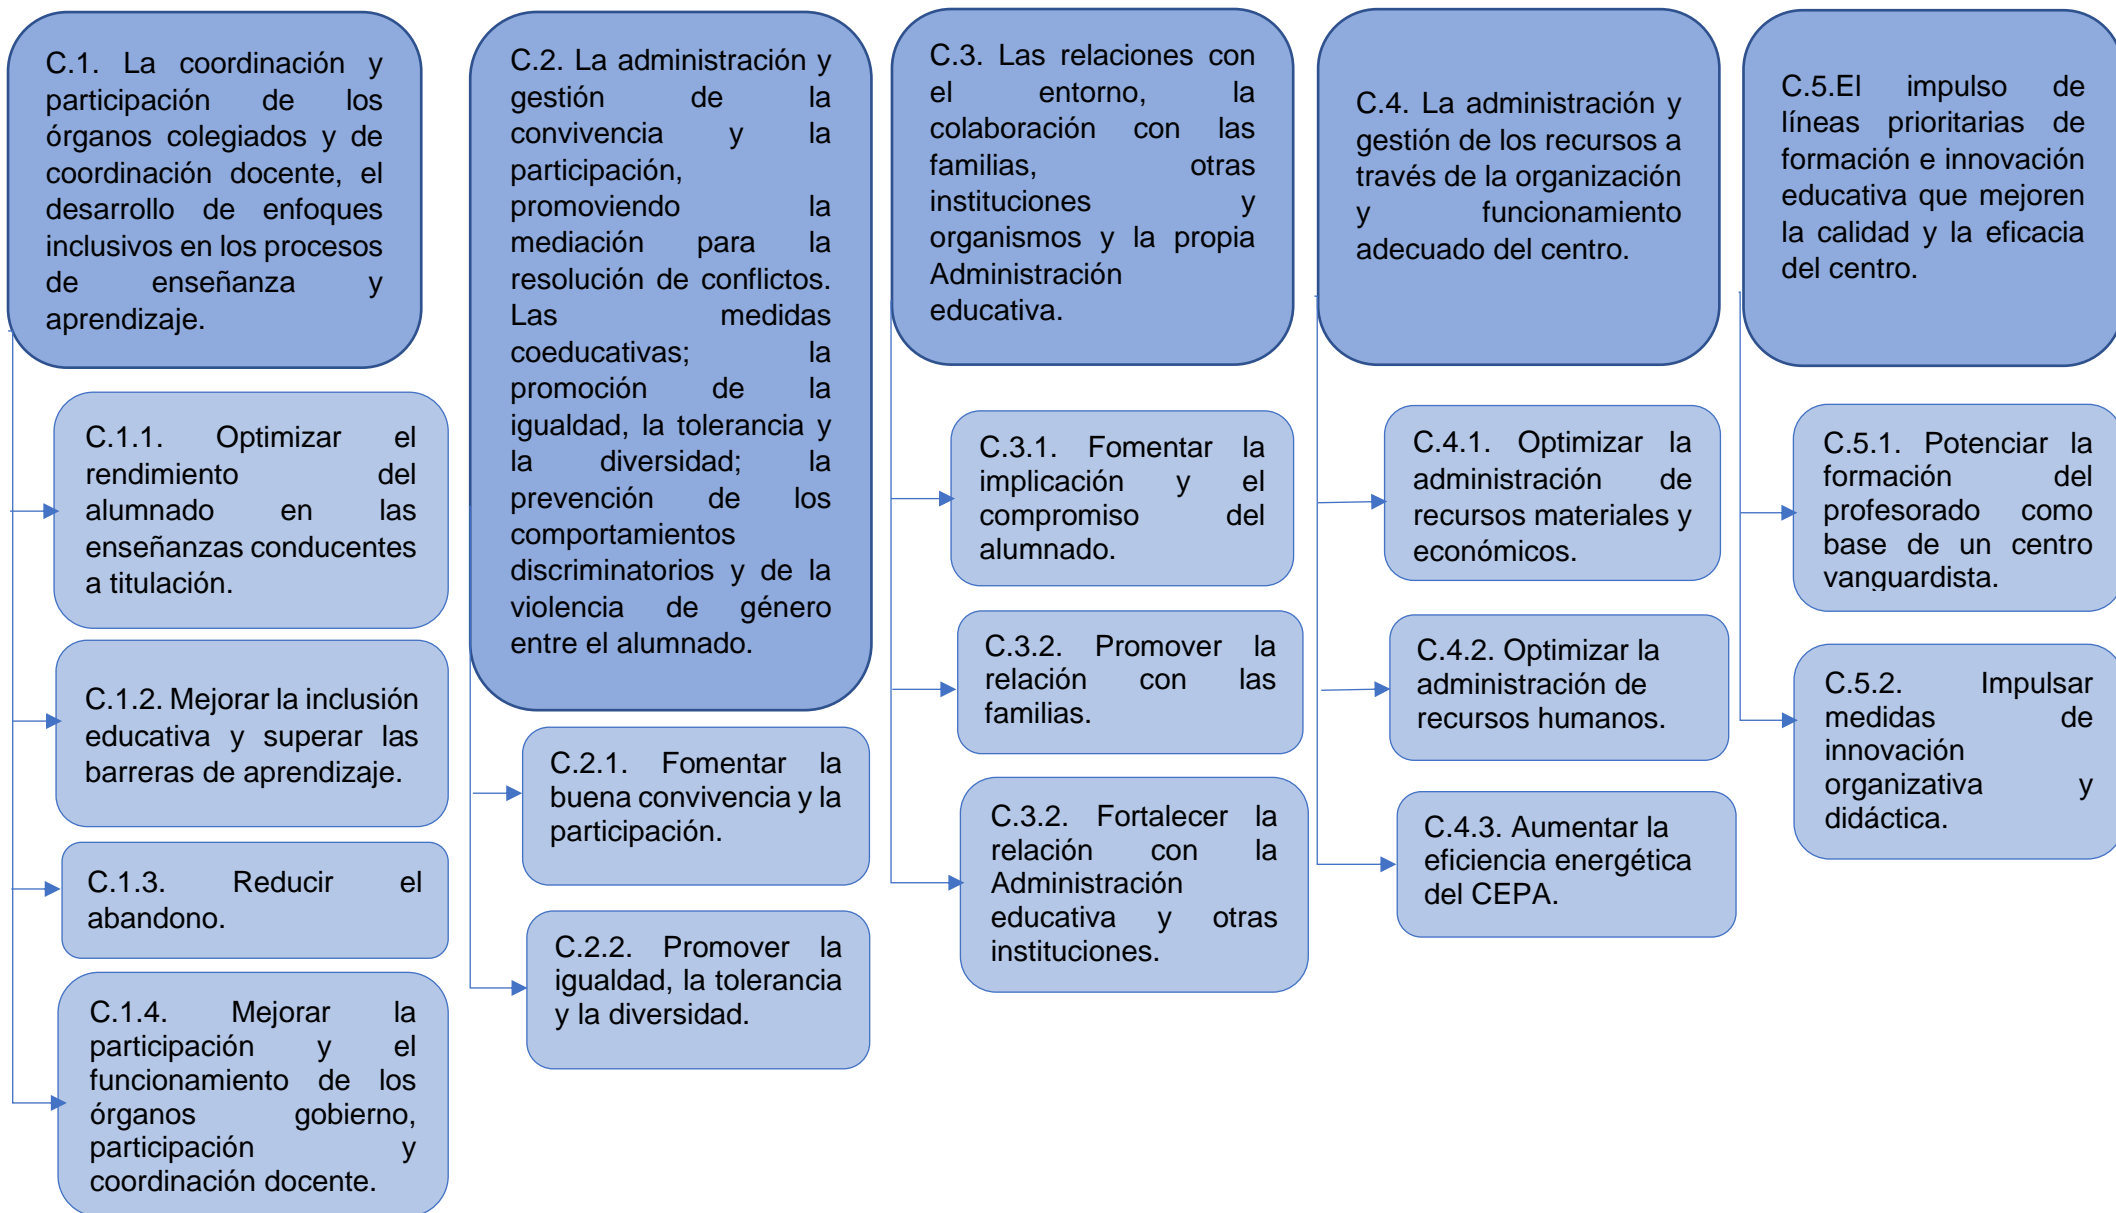 C.1. La coordinación y
participación de los
órganos colegiados y de
coordinación docente, el
desarrollo de enfoques
inclusivos en los procesos
de enseñanza y
aprendizaje.
C.1.1. Optimizar el
rendimiento del
alumnado en las
enseñanzas conducentes
a titulación.
C.1.2. Mejorar la inclusión
educativa y superar las
barreras de aprendizaje.
C.1.3. Reducir el
abandono.
C.1.4. Mejorar la
participación y el
funcionamiento de los
órganos gobierno,
participación y
coordinación docente.
C.2. La administración y
gestión de la
convivencia y la
participación,
promoviendo la
mediación para la
resolución de conflictos.
Las medidas
coeducativas; la
promoción de la
igualdad, la tolerancia y
la diversidad; la
prevención de los
comportamientos
discriminatorios y de la
violencia de género
entre el alumnado.
C.2.1. Fomentar la
buena convivencia y la
participación.
C.2.2. Promover la
igualdad, la tolerancia
y la diversidad.
C.3. Las relaciones con
el entorno, la
colaboración con las
familias, otras
instituciones y
organismos y la propia
Administración
educativa.
C.3.1. Fomentar la
implicación y el
compromiso del
alumnado.
C.3.2. Promover la
relación con las
familias.
C.3.2. Fortalecer la
relación con la
Administración
educativa y otras
instituciones.
C.4. La administración y
gestión de los recursos a
través de la organización
y funcionamiento
adecuado del centro.
C.4.1. Optimizar la
administración de
recursos materiales y
económicos.
C.4.2. Optimizar la
administración de
recursos humanos.
C.4.3. Aumentar la
eficiencia energética
del CEPA.
C.5.El impulso de
líneas prioritarias de
formación e innovación
educativa que mejoren
la calidad y la eficacia
del centro.
C.5.1. Potenciar la
formación del
profesorado como
base de un centro
vanguardista.
C.5.2. Impulsar
medidas de
innovación
organizativa y
didáctica.